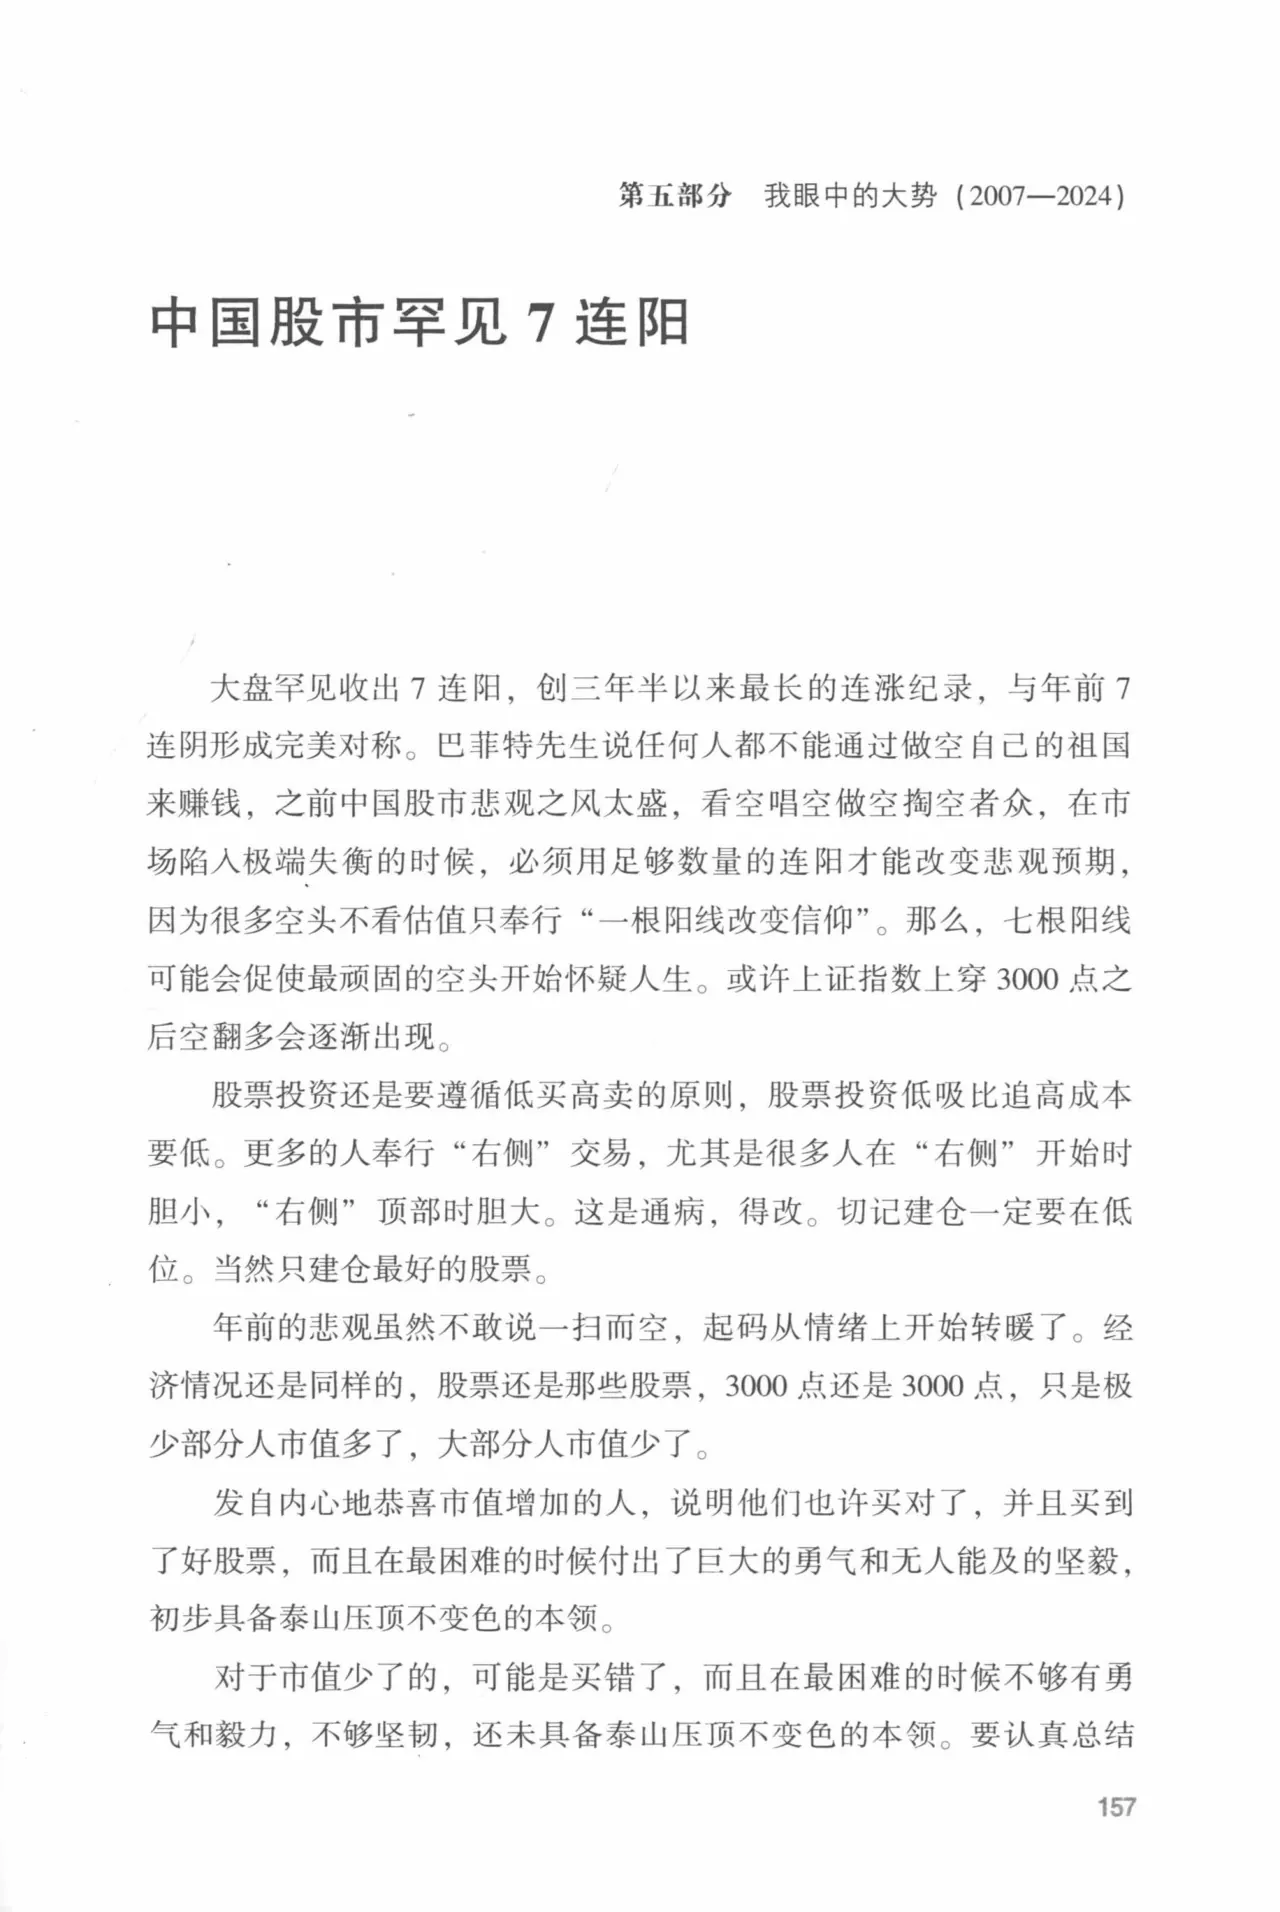 第五部分 我眼中的大势（2007—2024）
中国股市罕见 7 连阳
大盘罕见收出 7 连阳，创三年半以来最长的连涨纪录，与年前 7
连阴形成完美对称。巴菲特先生说任何人都不能通过做空自己的祖国
来赚钱，之前中国股市悲观之风太盛，看空唱空做空掏空者众，在市
场陷入极端失衡的时候，必须用足够数量的连阳才能改变悲观预期，
因为很多空头不看估值只奉行“一根阳线改变信仰”。那么，七根阳线
可能会促使最顽固的空头开始怀疑人生。或许上证指数上穿 3000 点之
后空翻多会逐渐出现。
股票投资还是要遵循低买高卖的原则，股票投资低吸比追高成本
要低。更多的人奉行“右侧”交易，尤其是很多人在“右侧”开始时
胆小，“右侧”顶部时胆大。这是通病，得改。切记建仓一定要在低
位。当然只建仓最好的股票。
年前的悲观虽然不敢说一扫而空，起码从情绪上开始转暖了。经
济情况还是同样的，股票还是那些股票，3000 点还是 3000 点，只是极
少部分人市值多了，大部分人市值少了。
发自内心地恭喜市值增加的人，说明他们也许买对了，并且买到
了好股票，而且在最困难的时候付出了巨大的勇气和无人能及的坚毅，
初步具备泰山压顶不变色的本领。
对于市值少了的，可能是买错了，而且在最困难的时候不够有勇
气和毅力，不够坚韧，还未具备泰山压顶不变色的本领。要认真总结
157